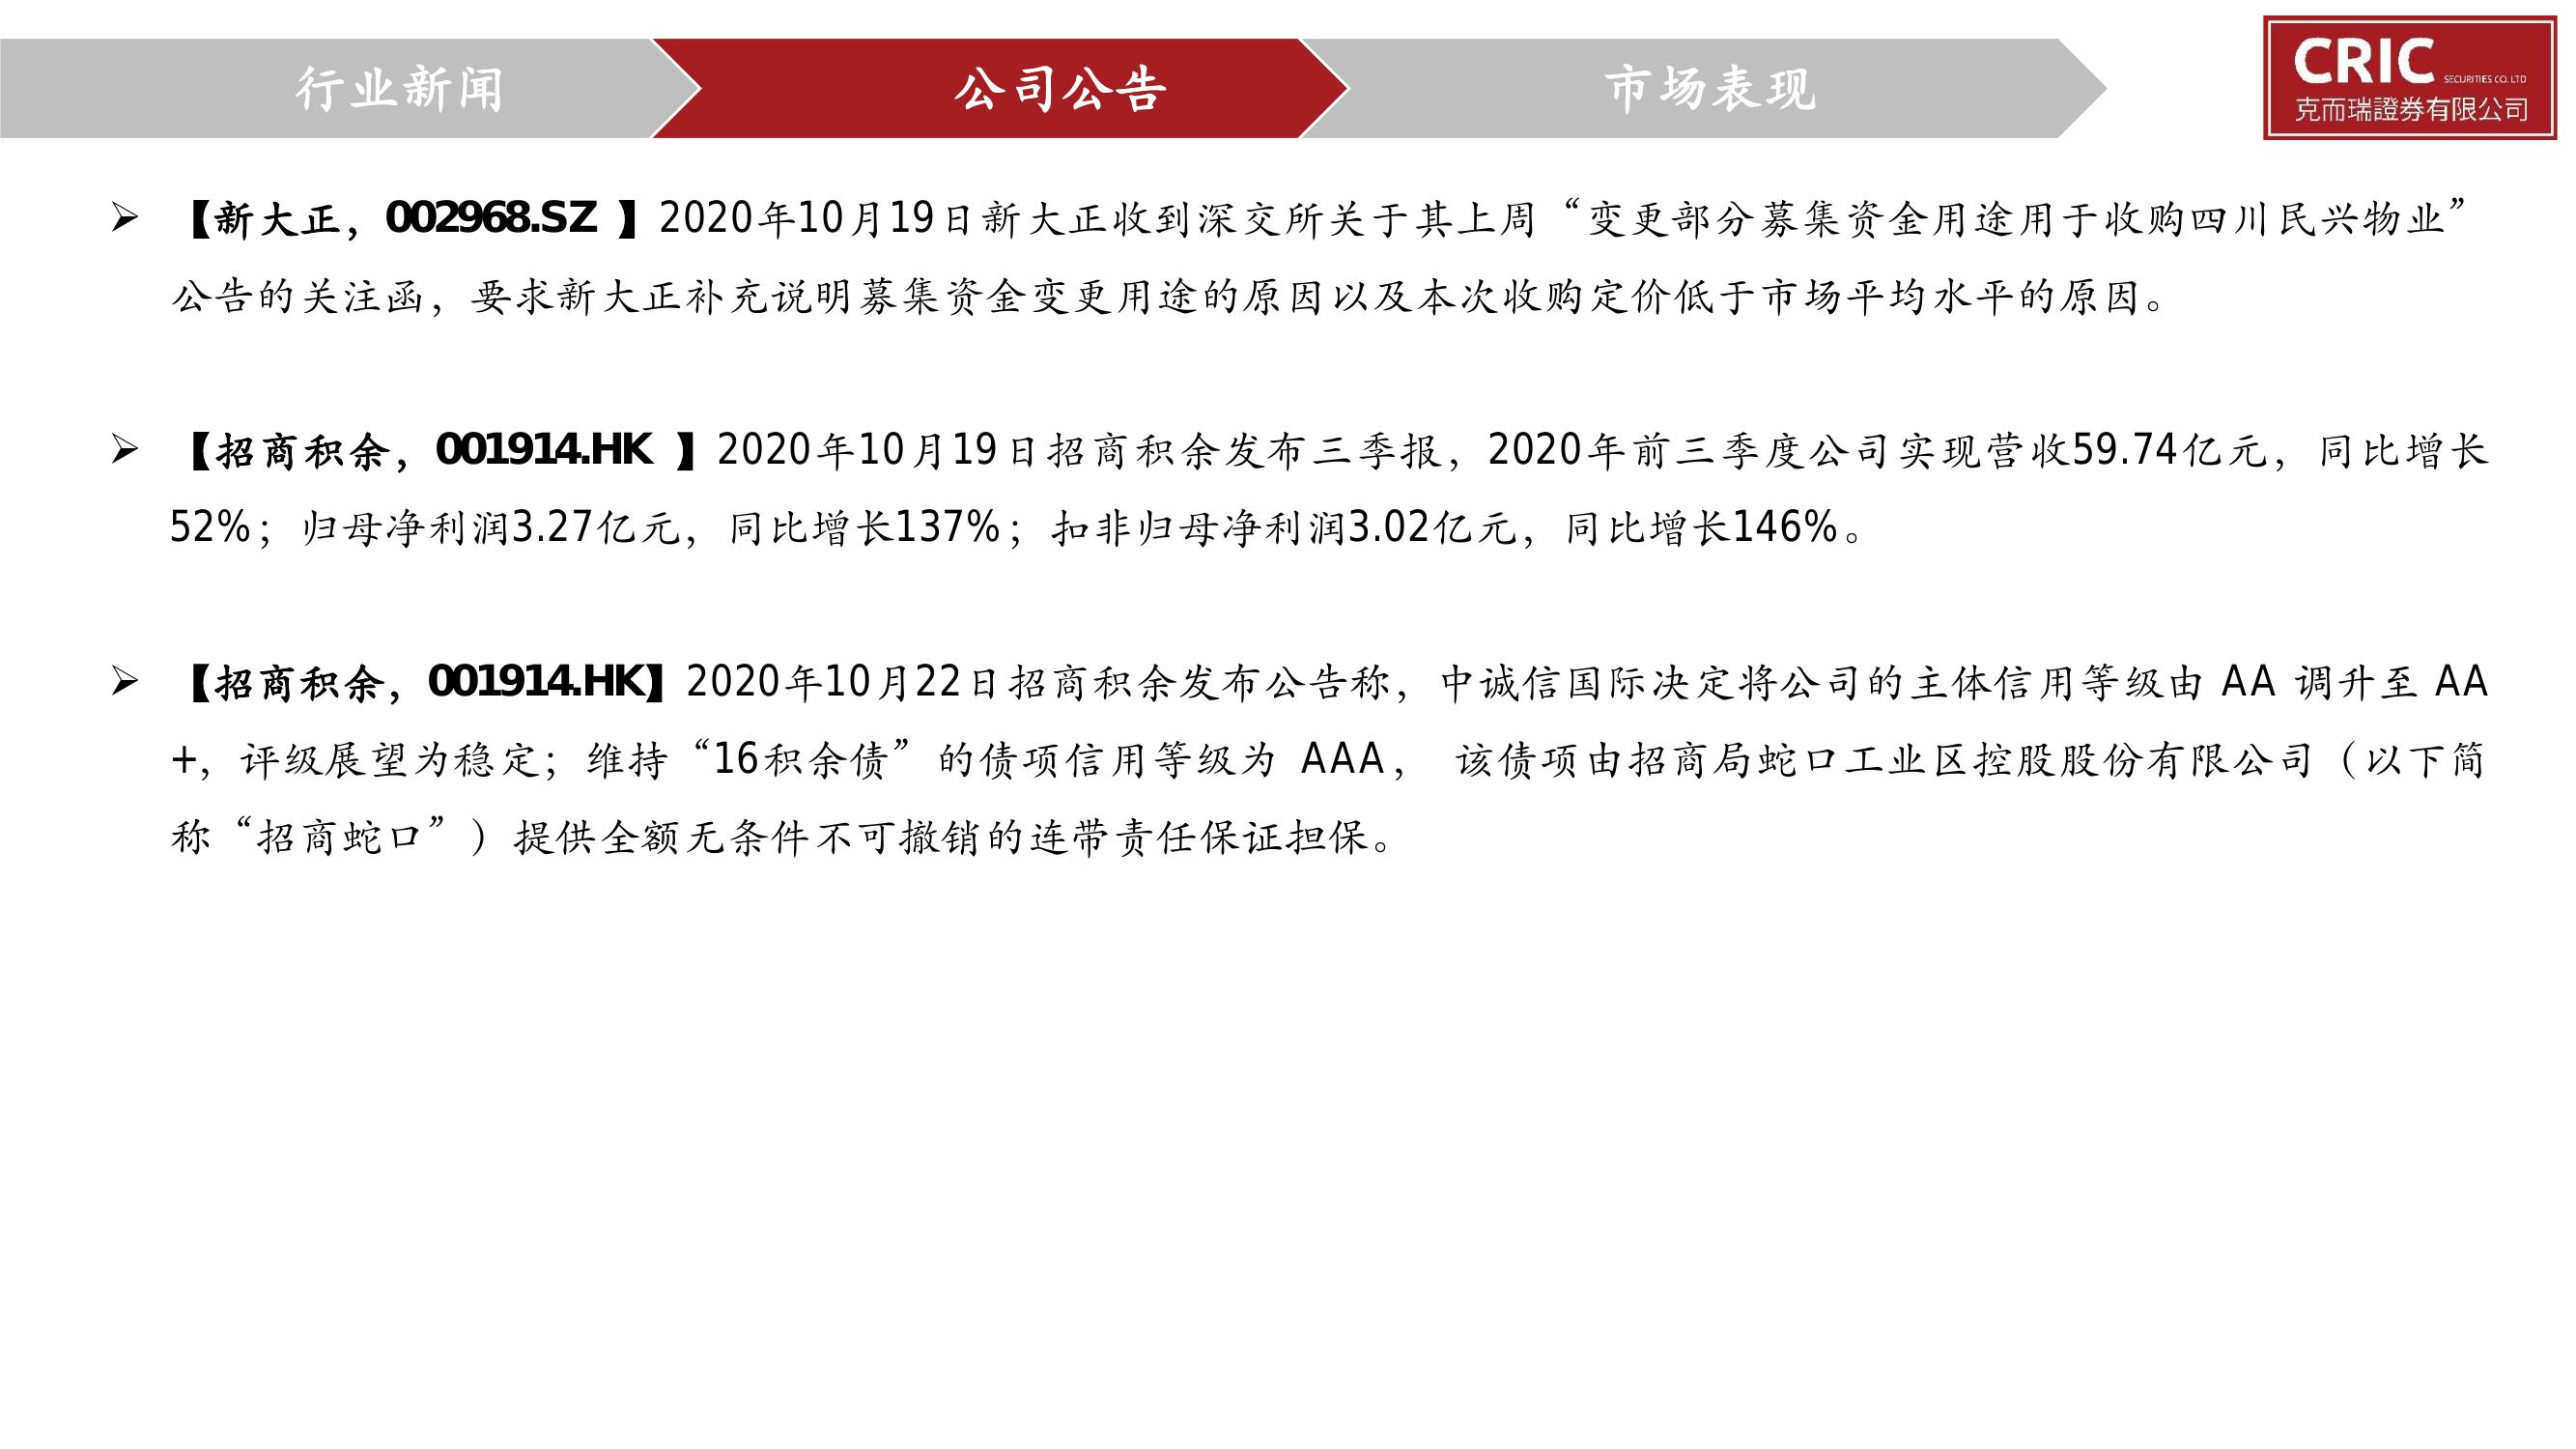 行业新闻
公司公告
市场表现
CRIC SECURITIES CO. LTD
克而瑞證券有限公司
➢ 【新大正，002968.SZ 】2020年10月19日新大正收到深交所关于其上周“变更部分募集资金用途用于收购四川民兴物业”
公告的关注函，要求新大正补充说明募集资金变更用途的原因以及本次收购定价低于市场平均水平的原因。
➢ 【招商积余，001914.HK 】2020年10月19日招商积余发布三季报，2020年前三季度公司实现营收59.74亿元，同比增长
52%；归母净利润3.27亿元，同比增长137%；扣非归母净利润3.02亿元，同比增长146%。
➢ 【招商积余，001914.HK】2020年10月22日招商积余发布公告称，中诚信国际决定将公司的主体信用等级由 AA 调升至 AA
+，评级展望为稳定；维持“16积余债”的债项信用等级为 AAA， 该债项由招商局蛇口工业区控股股份有限公司（以下简
称“招商蛇口”）提供全额无条件不可撤销的连带责任保证担保。